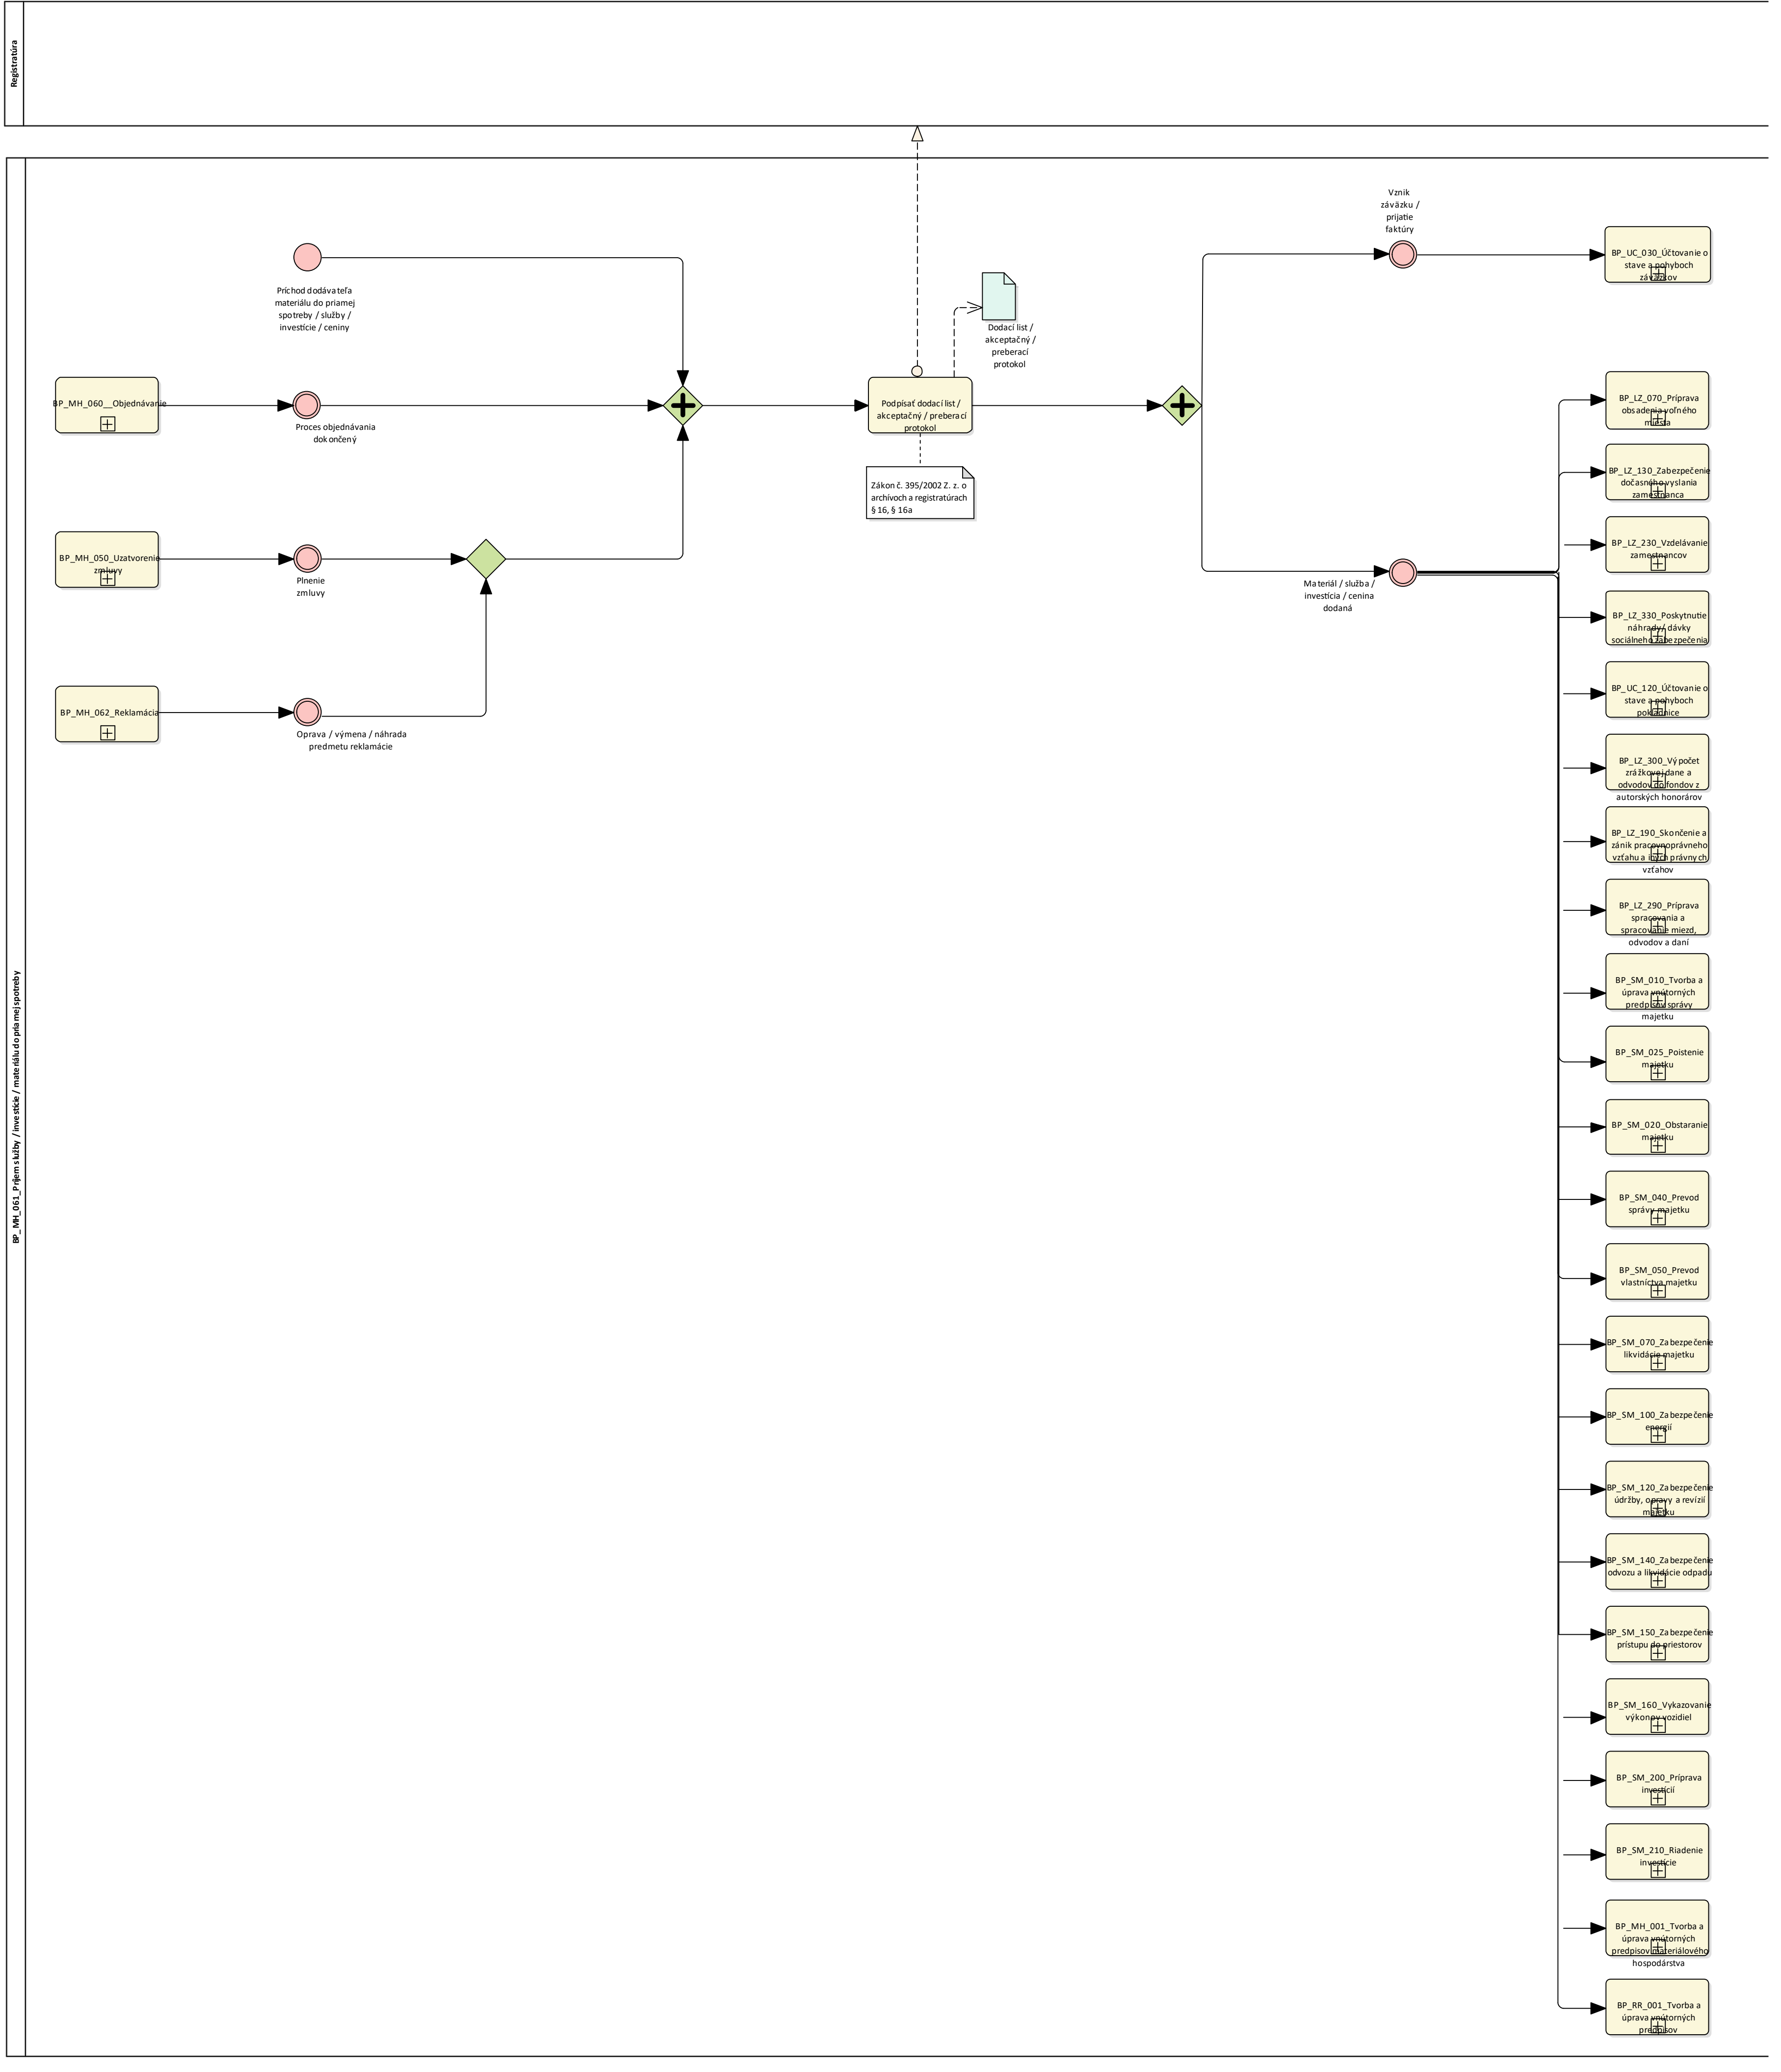 Registratúra
BP_MH_061_Príjem služby / investície / materiálu do priamej spotreby
Príchod dodávateľa
materiálu do priamej
spotreby / služby /
investície / ceniny
BP_MH_060__Objednávanie
Proces objednávania
dokončený
BP_MH_050_Uzatvorenie
zmluvy
Plnenie
zmluvy
BP_MH_062_Reklamácia
Oprava / výmena / náhrada
predmetu reklamácie
Dodací list /
akceptačný /
preberací
protokol
Podpísať dodací list /
akceptačný / preberací
protokol
Zákon č. 395/2002 Z. z. o
archívoch a registratúrach
§ 16, § 16a
Vznik
záväzku /
prijatie
faktúry
Materiál / služba /
investícia / cenina
dodaná
BP_UC_030_Účtovanie o
stave a pohyboch
záväzkov
BP_LZ_070_Príprava
obsadenia voľného
miesta
BP_LZ_130_Zabezpečenie
dočasného vyslania
zamestnanca
BP_LZ_230_Vzdelávanie
zamestnancov
BP_LZ_330_Poskytnutie
náhrady / dávky
sociálneho zabezpečenia
BP_UC_120_Účtovanie o
stave a pohyboch
pokladnice
BP_LZ_300_Výpočet
zrážkovej dane a
odvodov do fondov z
autorských honorárov
BP_LZ_190_Skončenie a
zánik pracovnoprávneho
vzťahu a iných právnych
vzťahov
BP_LZ_290_Príprava
spracovania a
spracovanie miezd,
odvodov a daní
BP_SM_010_Tvorba a
úprava vnútorných
predpisov správy
majetku
BP_SM_025_Poistenie
majetku
BP_SM_020_Obstaranie
majetku
BP_SM_040_Prevod
správy majetku
BP_SM_050_Prevod
vlastníctva majetku
BP_SM_070_Zabezpečenie
likvidácie majetku
BP_SM_100_Zabezpečenie
energií
BP_SM_120_Zabezpečenie
údržby, opravy a revízií
majetku
BP_SM_140_Zabezpečenie
odvozu a likvidácie odpadu
BP_SM_150_Zabezpečenie
prístupu do priestorov
BP_SM_160_Vykazovanie
výkonov vozidiel
BP_SM_200_Príprava
investícií
BP_SM_210_Riadenie
investície
BP_MH_001_Tvorba a
úprava vnútorných
predpisov materiálového
hospodárstva
BP_RR_001_Tvorba a
úprava vnútorných
predpisov